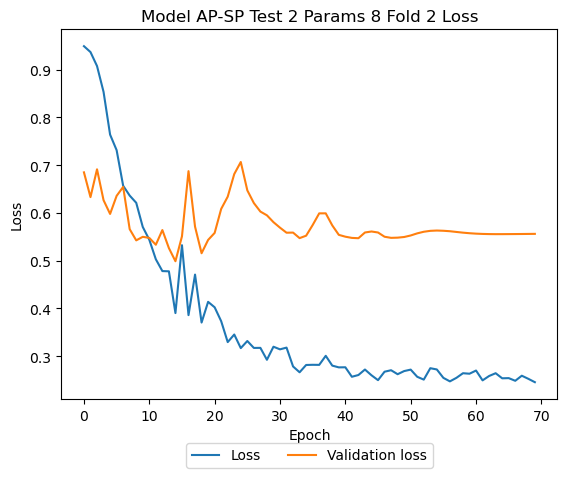 Model AP-SP Test 2 Params 8 Fold 2 Loss
0.9
0.8
0.7
0.6
0.5
0.4
0.3
Loss
0 10 20 30 40 50 60 70
Epoch
Loss Validation loss